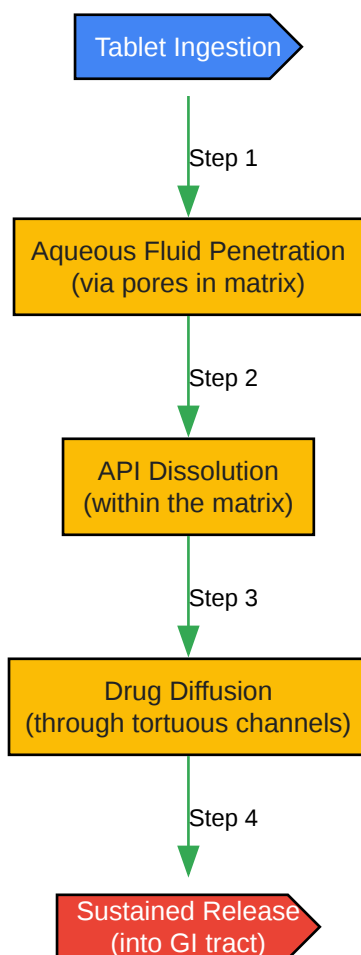 Tablet Ingestion
Step 1
Aqueous Fluid Penetration
(via pores in matrix)
Step 2
API Dissolution
(within the matrix)
Step 3
Drug Diffusion
(through tortuous channels)
Step 4
Sustained Release
(into GI tract)